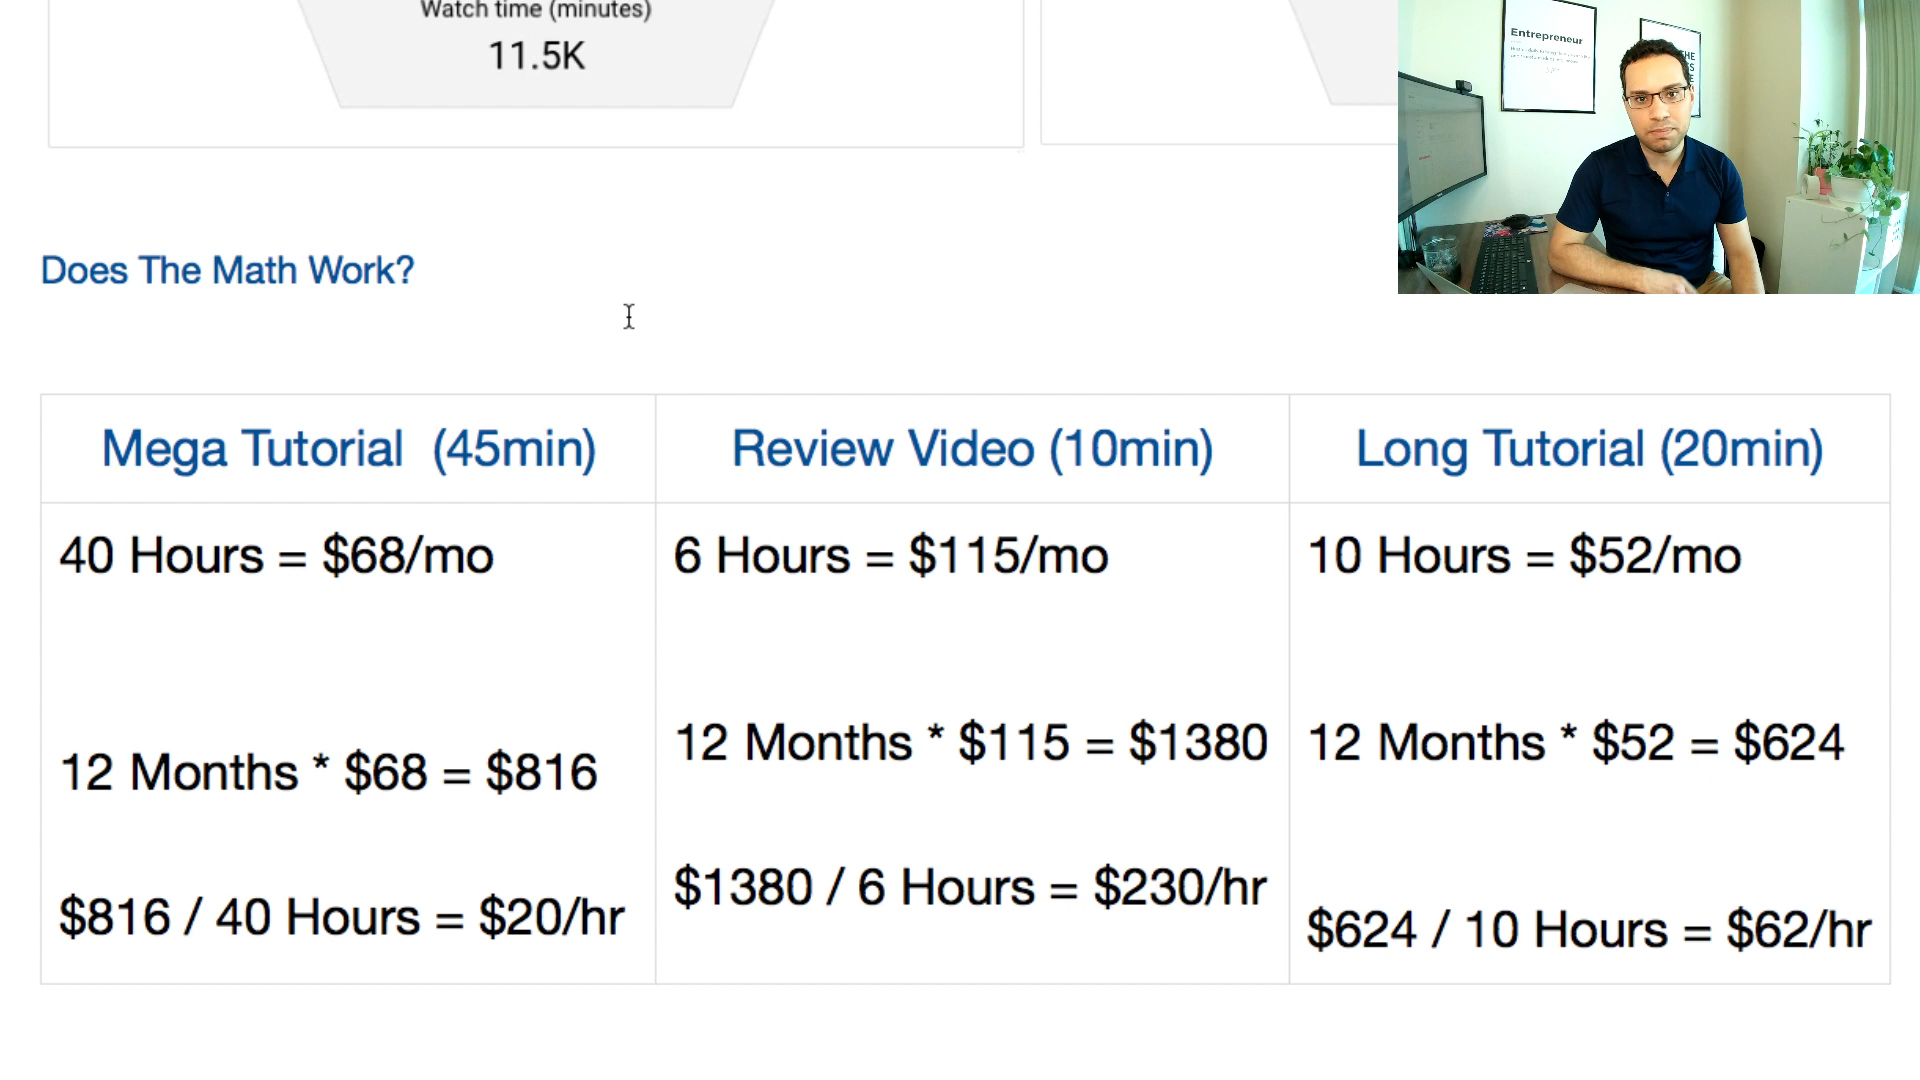 Watch time (minutes)
11.5K
Entrepreneur
Does The Math Work?
Mega Tutorial (45min)
Review Video (10min)
Long Tutorial (20min)
40 Hours = $68/mo
6 Hours = $115/mo
10 Hours = $52/mo
12 Months * $68 = $816
12 Months * $115 = $1380
12 Months * $52 = $624
$816 / 40 Hours = $20/hr
$1380 / 6 Hours = $230/hr
$624 / 10 Hours = $62/hr